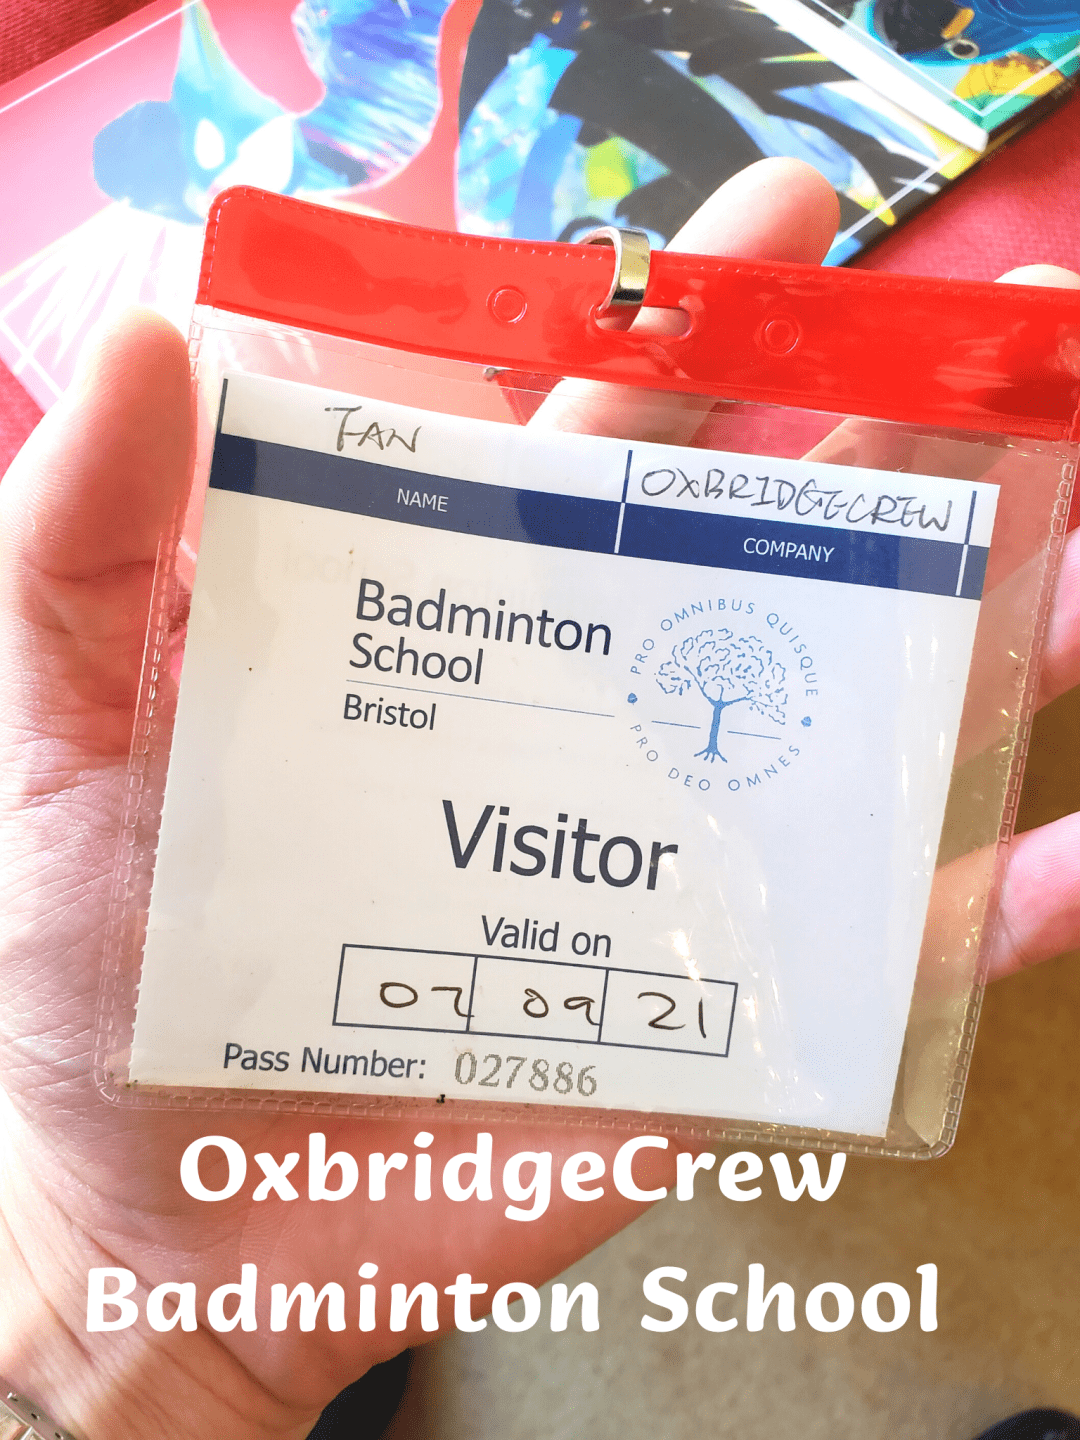 TAN
OXBRIDGECREW
NAME
COMPANY
Badminton
School
Bristol
PRO OMNIBUS QUISQUE
PRO DEO OMNES
Visitor
Valid on
07 09 21
Pass Number: 027886
OxbridgeCrew
Badminton School